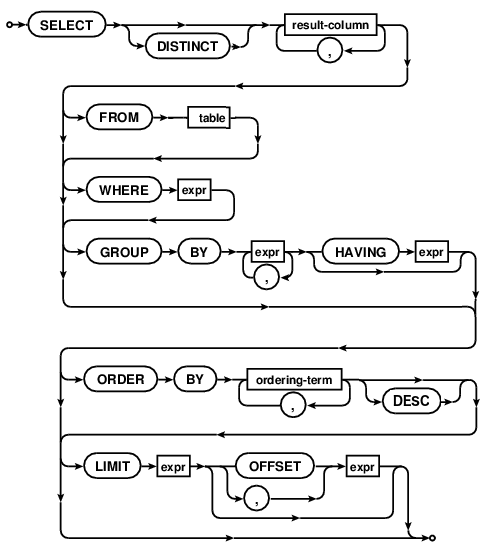 SELECT DISTINCT result-column ,
FROM table
WHERE expr
GROUP BY expr , HAVING expr
ORDER BY ordering-term , DESC
LIMIT expr OFFSET , expr